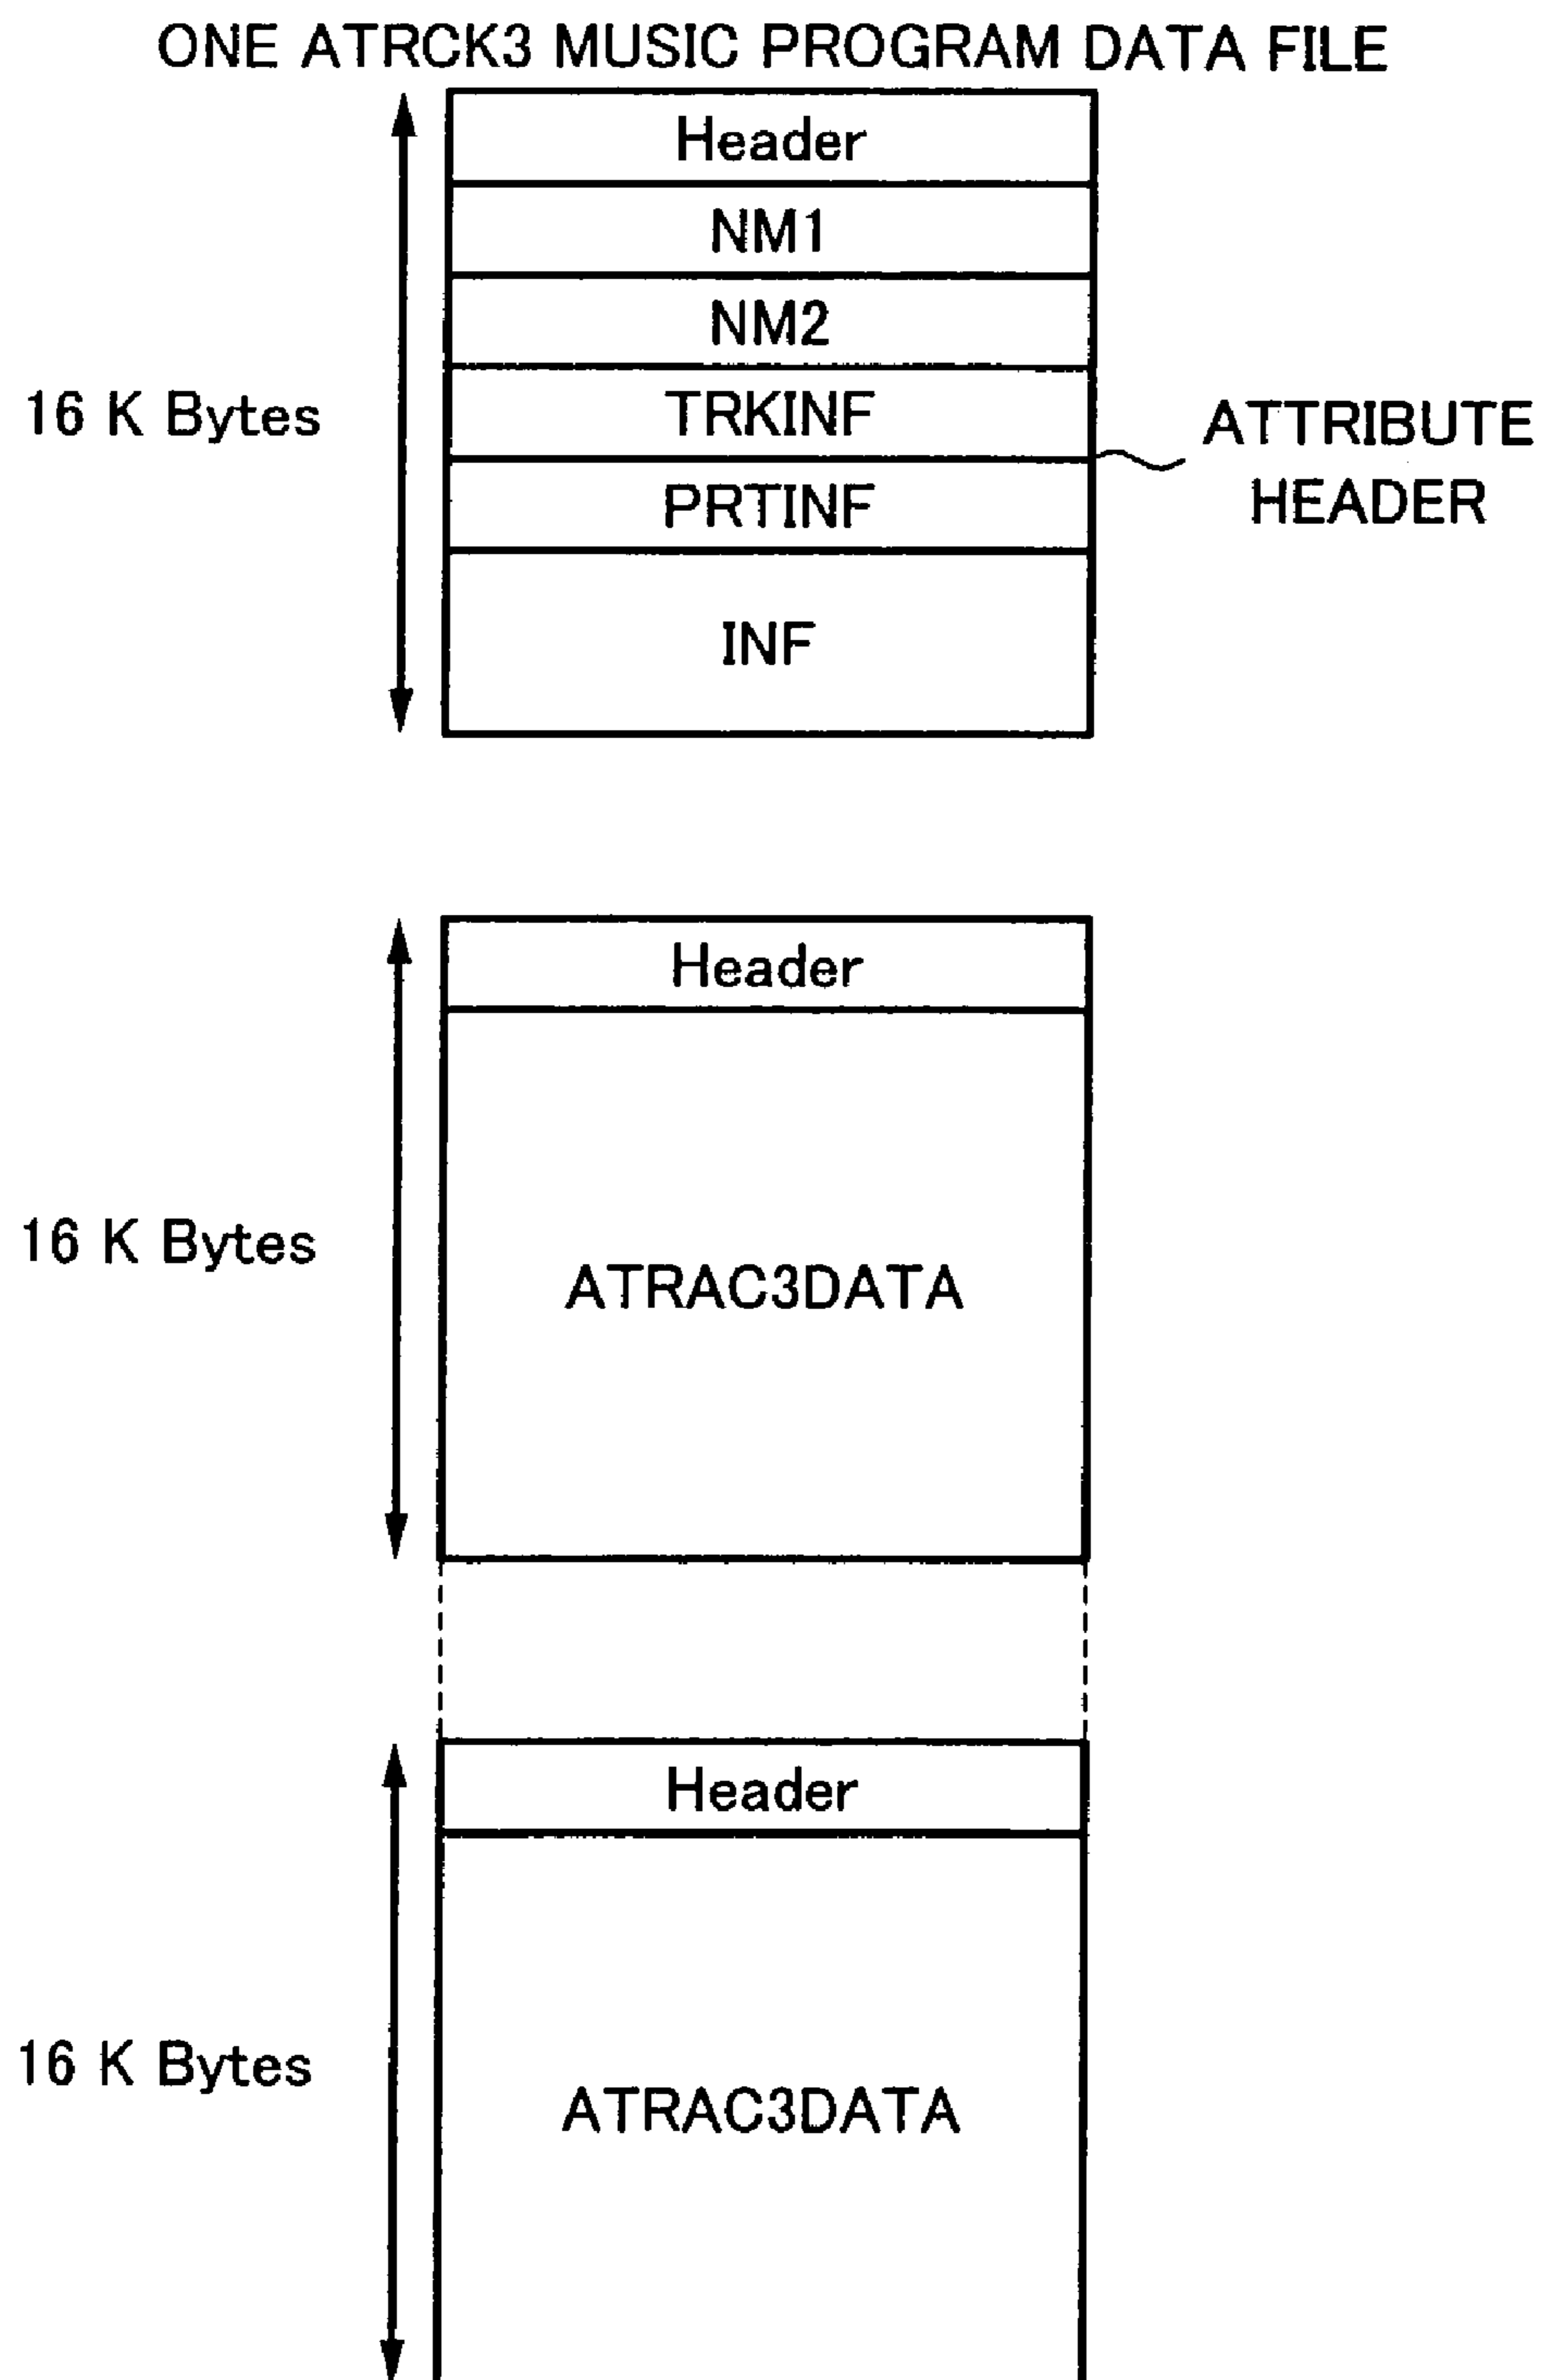 ONE ATRCK3 MUSIC PROGRAM DATA FILE
Header
NM1
NM2
16 K Bytes
TRKINF
ATTRIBUTE
HEADER
PRTINF
INF
Header
16 K Bytes
ATRAC3DATA
Header
16 K Bytes
ATRAC3DATA